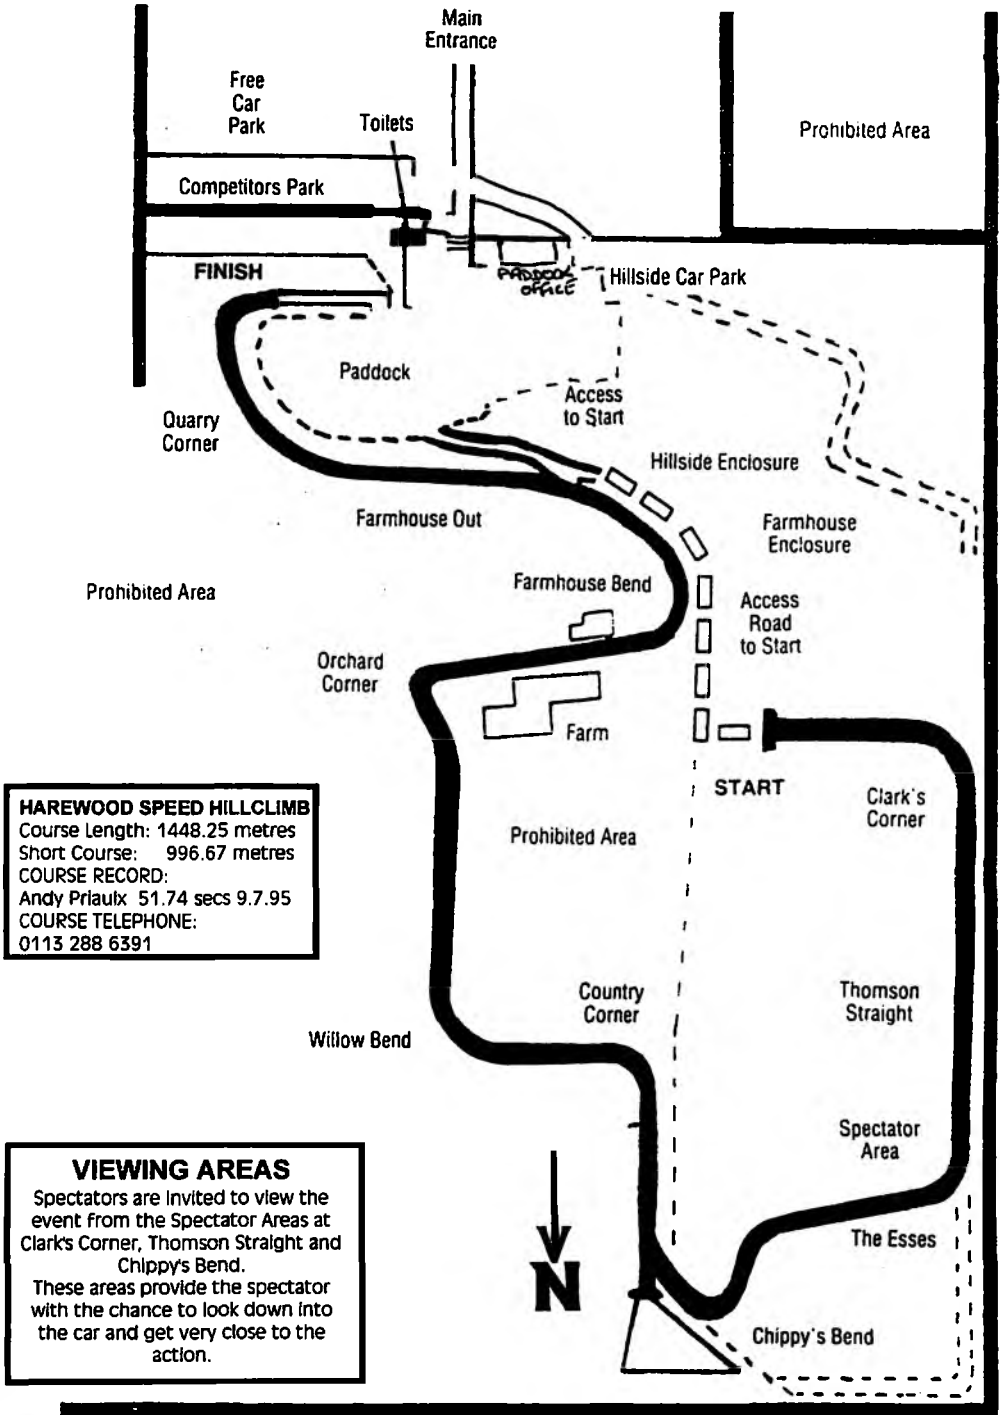 Main
Entrance
Free
Car
Park
Toilets
Prohibited Area
Competitors Park
FINISH
PADDOCK
OFFICE
Hillside Car Park
Paddock
Access
to Start
Quarry
Corner
Hillside Enclosure
Farmhouse Out
Farmhouse
Enclosure
Prohibited Area
Farmhouse Bend
Access
Road
to Start
Orchard
Corner
Farm
START
Clark's
Corner
HAREWOOD SPEED HILLCLIMB
Course Length: 1448.25 metres
Short Course: 996.67 metres
COURSE RECORD:
Andy Priaulx 51.74 secs 9.7.95
COURSE TELEPHONE:
0113 288 6391
Prohibited Area
Country
Corner
Thomson
Straight
Willow Bend
Spectator
Area
VIEWING AREAS
Spectators are invited to view the
event from the Spectator Areas at
Clark's Corner, Thomson Straight and
Chippy's Bend.
These areas provide the spectator
with the chance to look down into
the car and get very close to the
action.
The Esses
N
Chippy's Bend